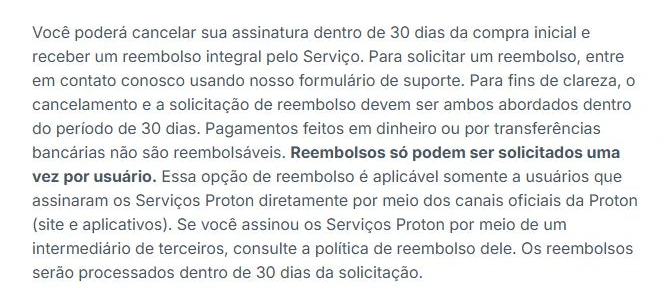 Você poderá cancelar sua assinatura dentro de 30 dias da compra inicial e
receber um reembolso integral pelo Serviço. Para solicitar um reembolso, entre
em contato conosco usando nosso formulário de suporte. Para fins de clareza, o
cancelamento e a solicitação de reembolso devem ser ambos abordados dentro
do período de 30 dias. Pagamentos feitos em dinheiro ou por transferências
bancárias não são reembolsáveis. Reembolsos só podem ser solicitados uma
vez por usuário. Essa opção de reembolso é aplicável somente a usuários que
assinaram os Serviços Proton diretamente por meio dos canais oficiais da Proton
(site e aplicativos). Se você assinou os Serviços Proton por meio de um
intermediário de terceiros, consulte a política de reembolso dele. Os reembolsos
serão processados dentro de 30 dias da solicitação.